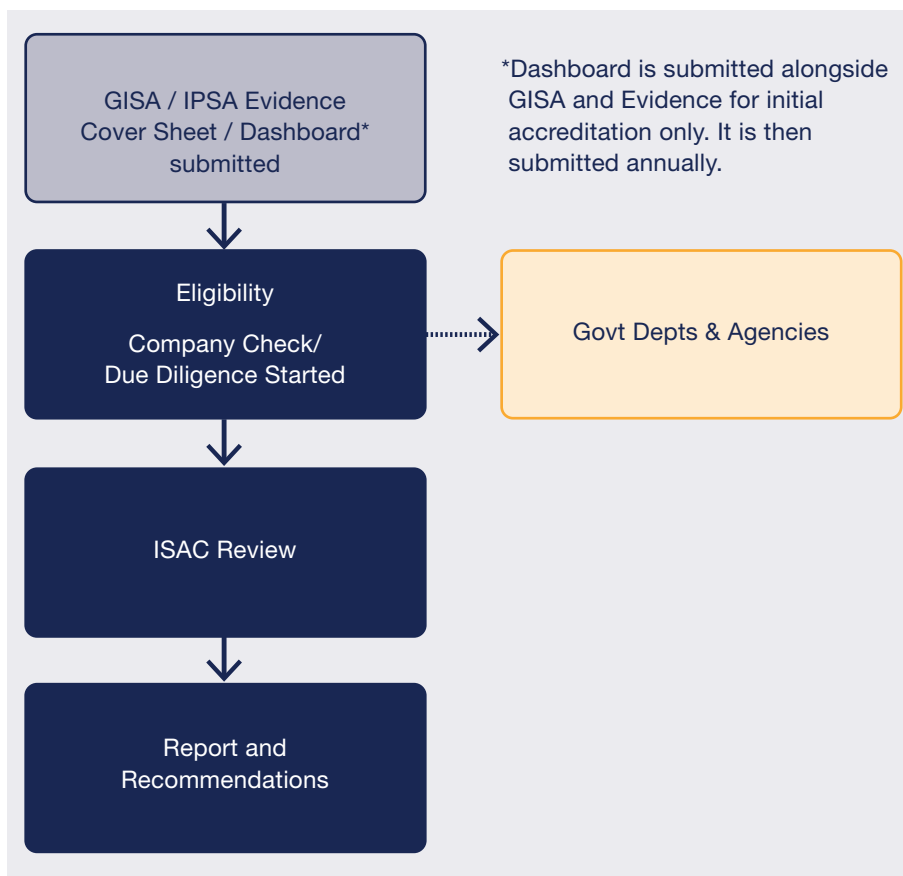 GISA / IPSA Evidence
Cover Sheet / Dashboard*
submitted
*Dashboard is submitted alongside
GISA and Evidence for initial
accreditation only. It is then
submitted annually.
Eligibility
Company Check/
Due Diligence Started
Govt Depts & Agencies
ISAC Review
Report and
Recommendations